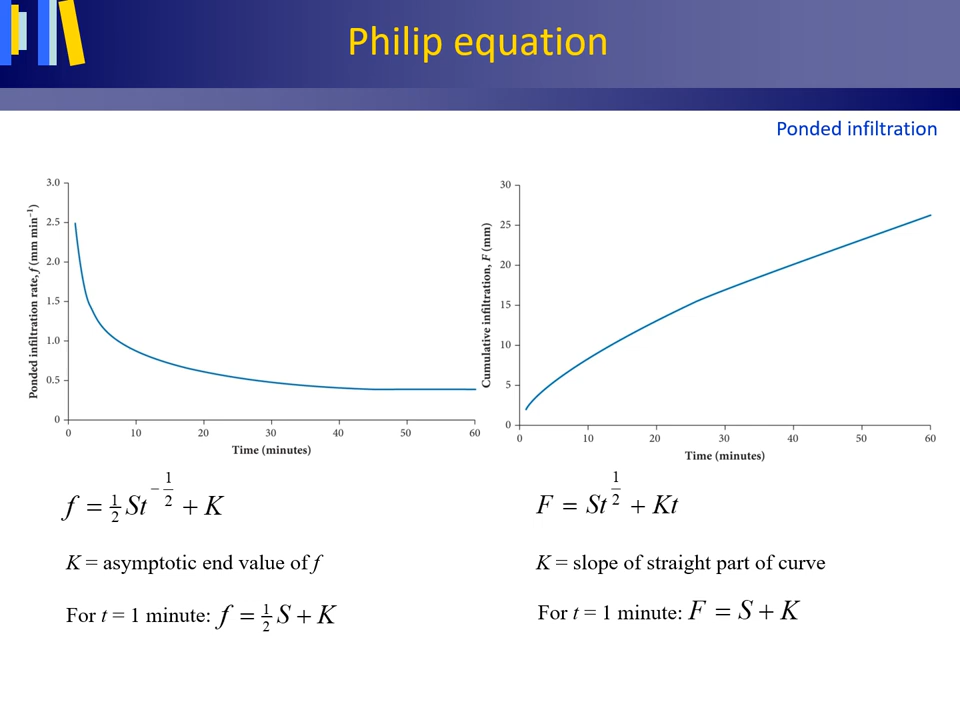 Philip equation
Ponded infiltration
Ponded infiltration rate, f (mm min⁻¹)
3.0
2.5
2.0
1.5
1.0
0.5
0
0 10 20 30 40 50 60
Time (minutes)
Cumulative infiltration, F (mm)
30
25
20
15
10
5
0
0 10 20 30 40 50 60
Time (minutes)
f = ½ St^(−1/2) + K
K = asymptotic end value of f
For t = 1 minute: f = ½ S + K
F = St^(1/2) + Kt
K = slope of straight part of curve
For t = 1 minute: F = S + K